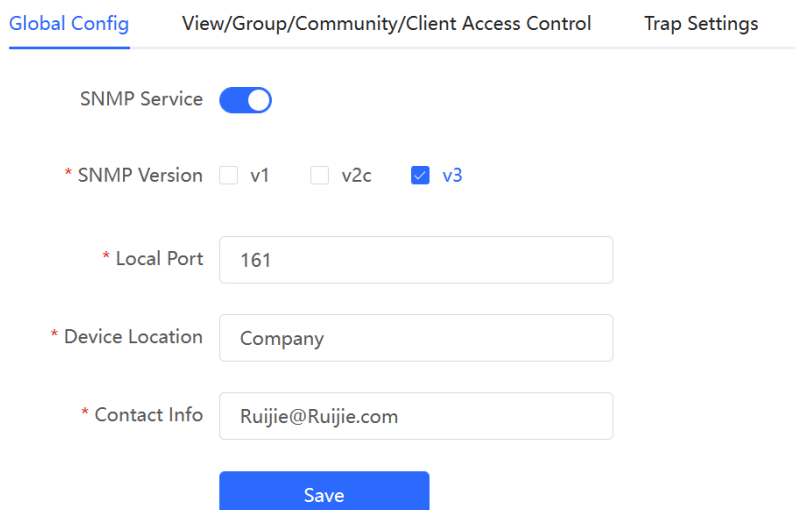 Global Config View/Group/Community/Client Access Control Trap Settings
SNMP Service
* SNMP Version v1 v2c v3
* Local Port 161
* Device Location Company
* Contact Info Ruijie@Ruijie.com
Save